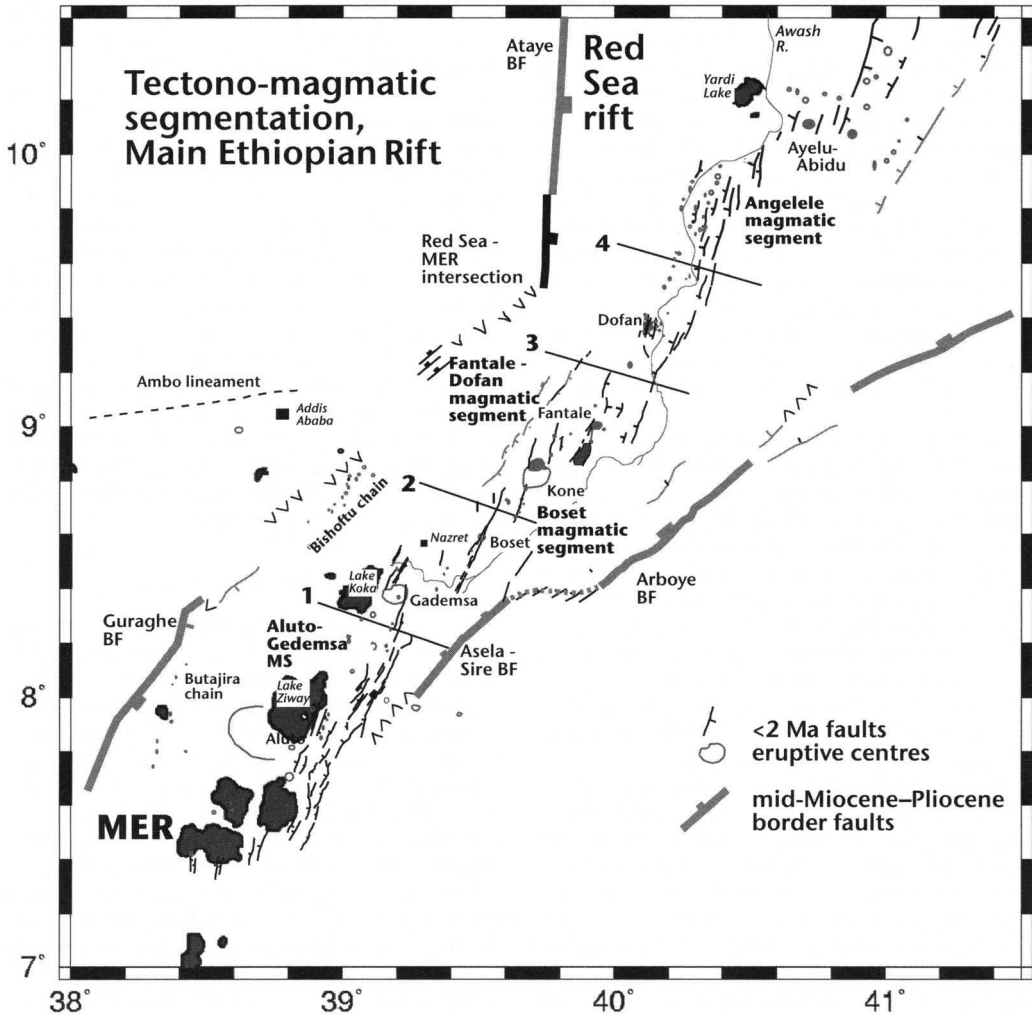 Tectono-magmatic
segmentation,
Main Ethiopian Rift
Ataye
BF
Red
Sea
rift
Awash
R.
Yardi
Lake
Ayelu-
Abidu
Angelele
magmatic
segment
Red Sea -
MER
intersection
4
Dofan
3
Fantale -
Dofan
magmatic
segment
Fantale
Ambo lineament
Addis
Ababa
Kone
2
Bishoftu chain
Boset
magmatic
segment
Nazret
Boset
Lake
Koka
Gademsa
Arboye
BF
1
Guraghe
BF
Aluto-
Gedemsa
MS
Asela -
Sire BF
Butajira
chain
Lake
Ziway
Aluto
MER
<2 Ma faults
eruptive centres
mid-Miocene–Pliocene
border faults
10°
9°
8°
7°
38°
39°
40°
41°